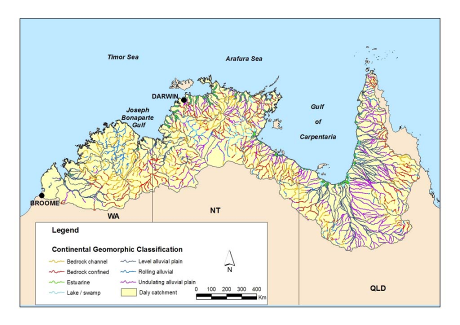 Timor Sea
Arafura Sea
DARWIN
Joseph
Bonaparte
Gulf
Gulf
of
Carpentaria
BROOME
WA
NT
QLD
Legend
Continental Geomorphic Classification
Bedrock channel
Bedrock confined
Estuarine
Lake / swamp
Level alluvial plain
Rolling alluvial
Undulating alluvial plain
Daly catchment
N
0 50 100 200 300 400
Km